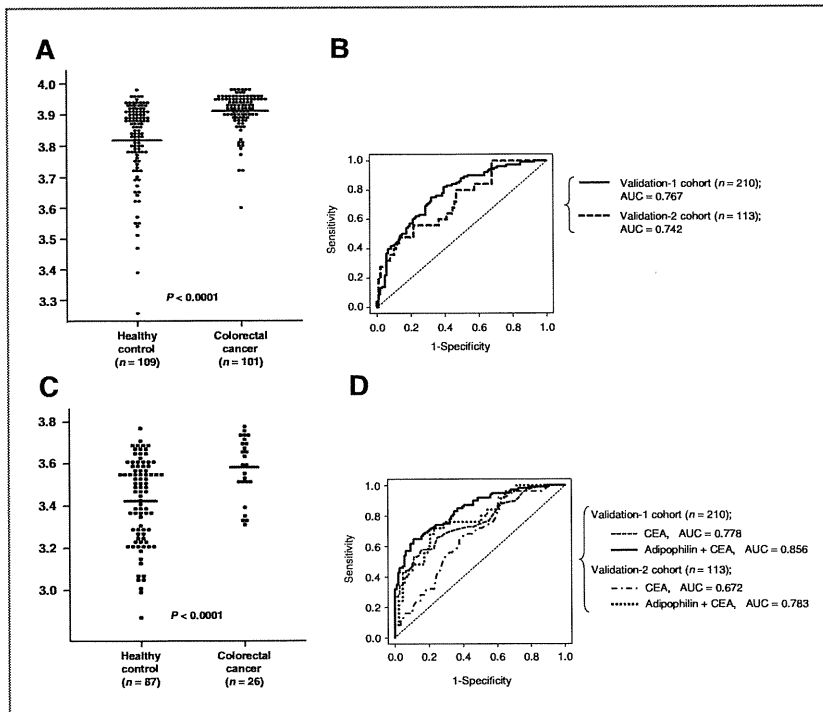 A
4.0
3.9
3.8
3.7
3.6
3.5
3.4
3.3
P < 0.0001
Healthy
control
(n = 109)
Colorectal
cancer
(n = 101)
B
Sensitivity
1.0
0.8
0.6
0.4
0.2
0.0
0.0 0.2 0.4 0.6 0.8 1.0
1-Specificity
Validation-1 cohort (n = 210);
AUC = 0.767
Validation-2 cohort (n = 113);
AUC = 0.742
C
3.8
3.6
3.4
3.2
3.0
P < 0.0001
Healthy
control
(n = 87)
Colorectal
cancer
(n = 26)
D
Sensitivity
1.0
0.8
0.6
0.4
0.2
0.0
0.0 0.2 0.4 0.6 0.8 1.0
1-Specificity
Validation-1 cohort (n = 210);
CEA, AUC = 0.778
Adipophilin + CEA, AUC = 0.856
Validation-2 cohort (n = 113);
CEA, AUC = 0.672
Adipophilin + CEA, AUC = 0.783